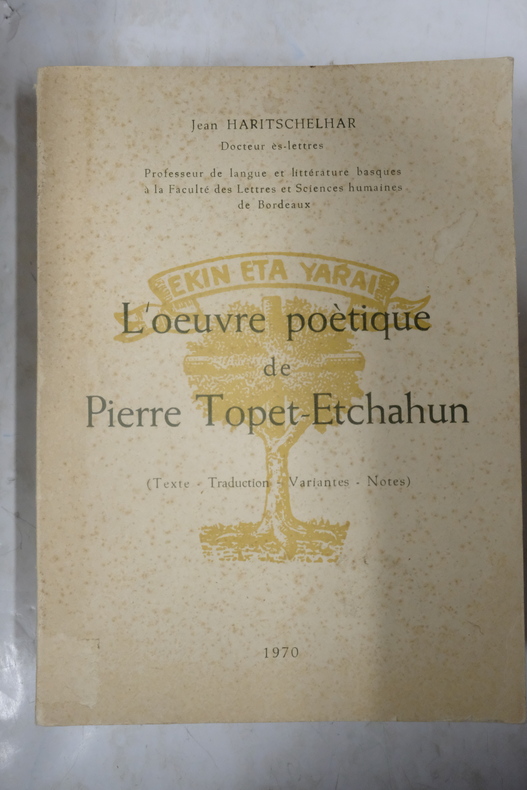 Jean HARITSCHELHAR
Docteur ès-lettres
Professeur de langue et littérature basques
à la Faculté des Lettres et Sciences humaines
de Bordeaux
EKIN ETA YARAI
L'oeuvre poètique
de
Pierre Topet-Etchahun
(Texte - Traduction - Variantes - Notes)
1970